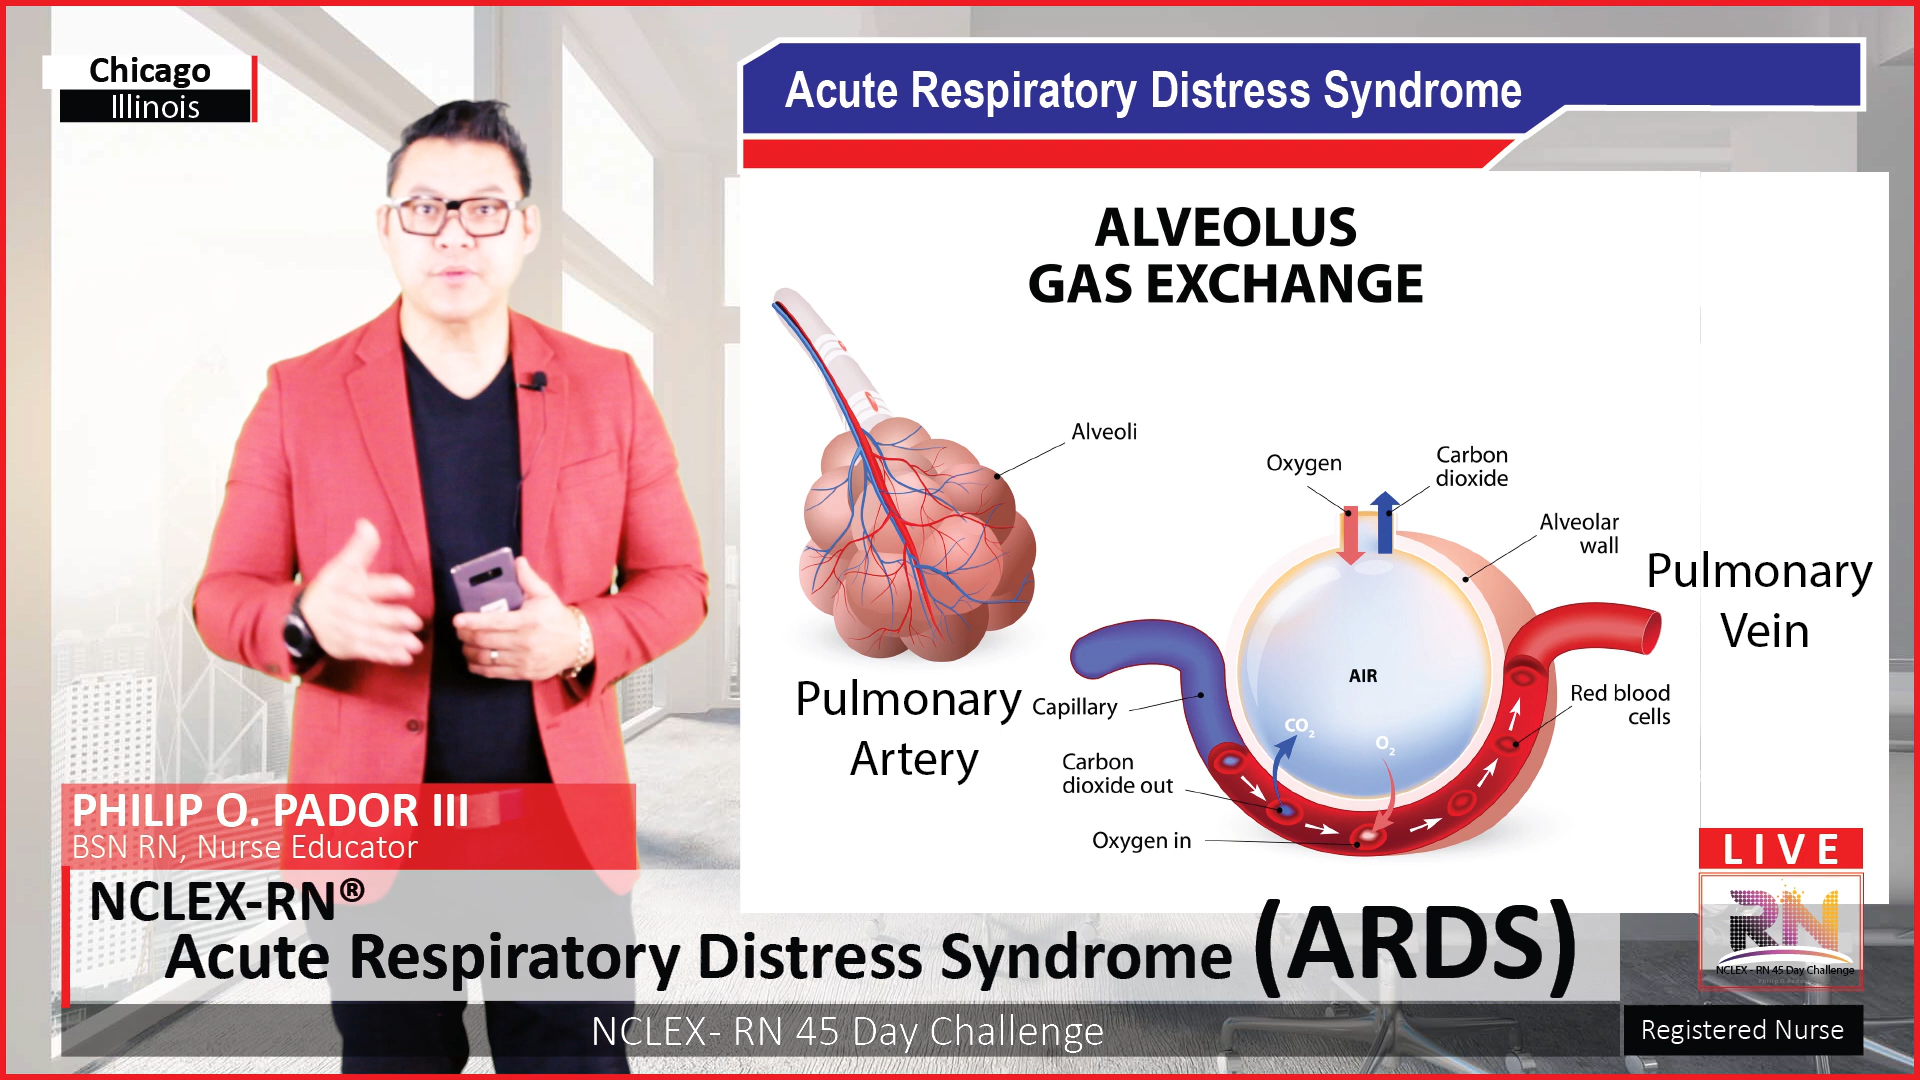 Chicago
Illinois
Acute Respiratory Distress Syndrome
ALVEOLUS
GAS EXCHANGE
Alveoli
Oxygen
Carbon
dioxide
Alveolar
wall
Pulmonary
Vein
AIR
Pulmonary
Artery
Capillary
CO2
O2
Red blood
cells
Carbon
dioxide out
Oxygen in
PHILIP O. PADOR III
BSN RN, Nurse Educator
NCLEX-RN®
Acute Respiratory Distress Syndrome (ARDS)
NCLEX- RN 45 Day Challenge
LIVE
RN
NCLEX - RN 45 Day Challenge
Registered Nurse